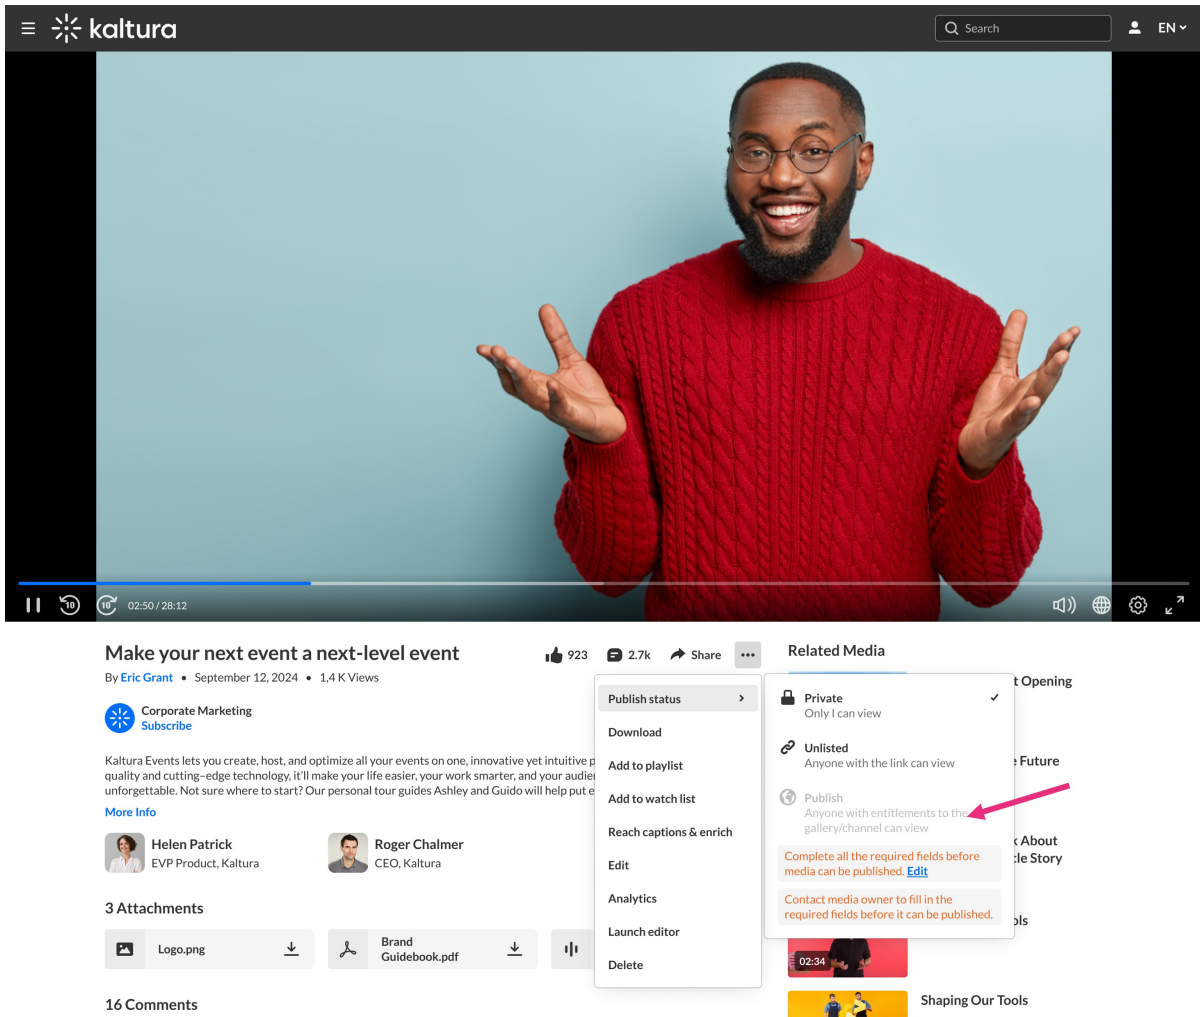 kaltura
Search
EN
10
10
02:50 / 28:12
Make your next event a next-level event
923
2.7k
Share
By Eric Grant • September 12, 2024 • 1,4 K Views
Corporate Marketing
Subscribe
Kaltura Events lets you create, host, and optimize all your events on one, innovative yet intuitive p
quality and cutting-edge technology, it'll make your life easier, your work smarter, and your audie
unforgettable. Not sure where to start? Our personal tour guides Ashley and Guido will help put e
More Info
Helen Patrick
EVP Product, Kaltura
Roger Chalmer
CEO, Kaltura
3 Attachments
Logo.png
Brand
Guidebook.pdf
16 Comments
Publish status
Download
Add to playlist
Add to watch list
Reach captions & enrich
Edit
Analytics
Launch editor
Delete
Private
Only I can view
Unlisted
Anyone with the link can view
Publish
Anyone with entitlements to the
gallery/channel can view
Complete all the required fields before
media can be published. Edit
Contact media owner to fill in the
required fields before it can be published.
Related Media
t Opening
e Future
k About
cle Story
ols
02:34
Shaping Our Tools